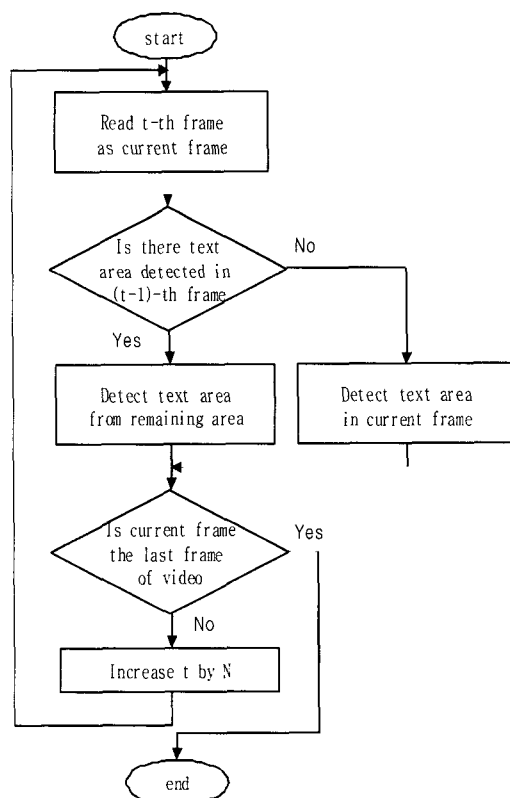 start
Read t-th frame
as current frame
Is there text
area detected in
(t-1)-th frame
No
Yes
Detect text area
from remaining area
Detect text area
in current frame
Is current frame
the last frame
of video
Yes
No
Increase t by N
end